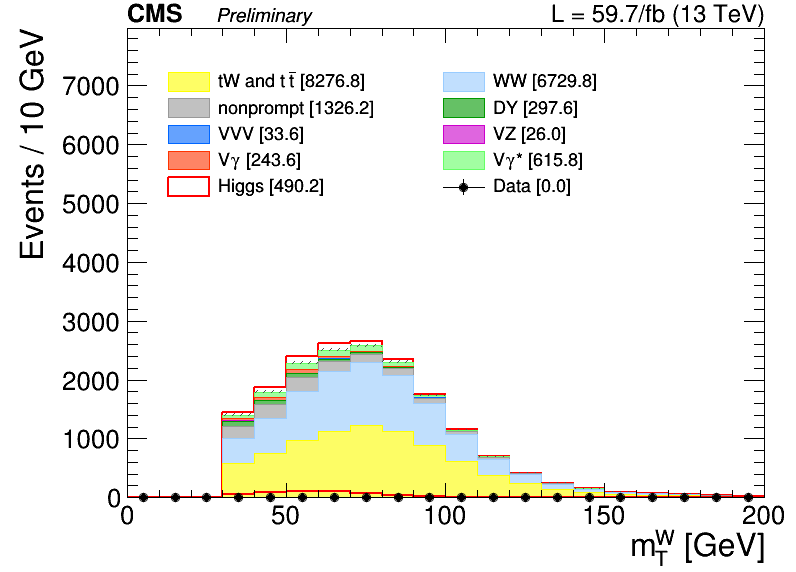 CMS Preliminary L = 59.7/fb (13 TeV)
Events / 10 GeV
7000
6000
5000
4000
3000
2000
1000
0
tW and t t̅ [8276.8] WW [6729.8]
nonprompt [1326.2] DY [297.6]
VVV [33.6] VZ [26.0]
Vγ [243.6] Vγ* [615.8]
Higgs [490.2] Data [0.0]
0 50 100 150 200
m_T^W [GeV]